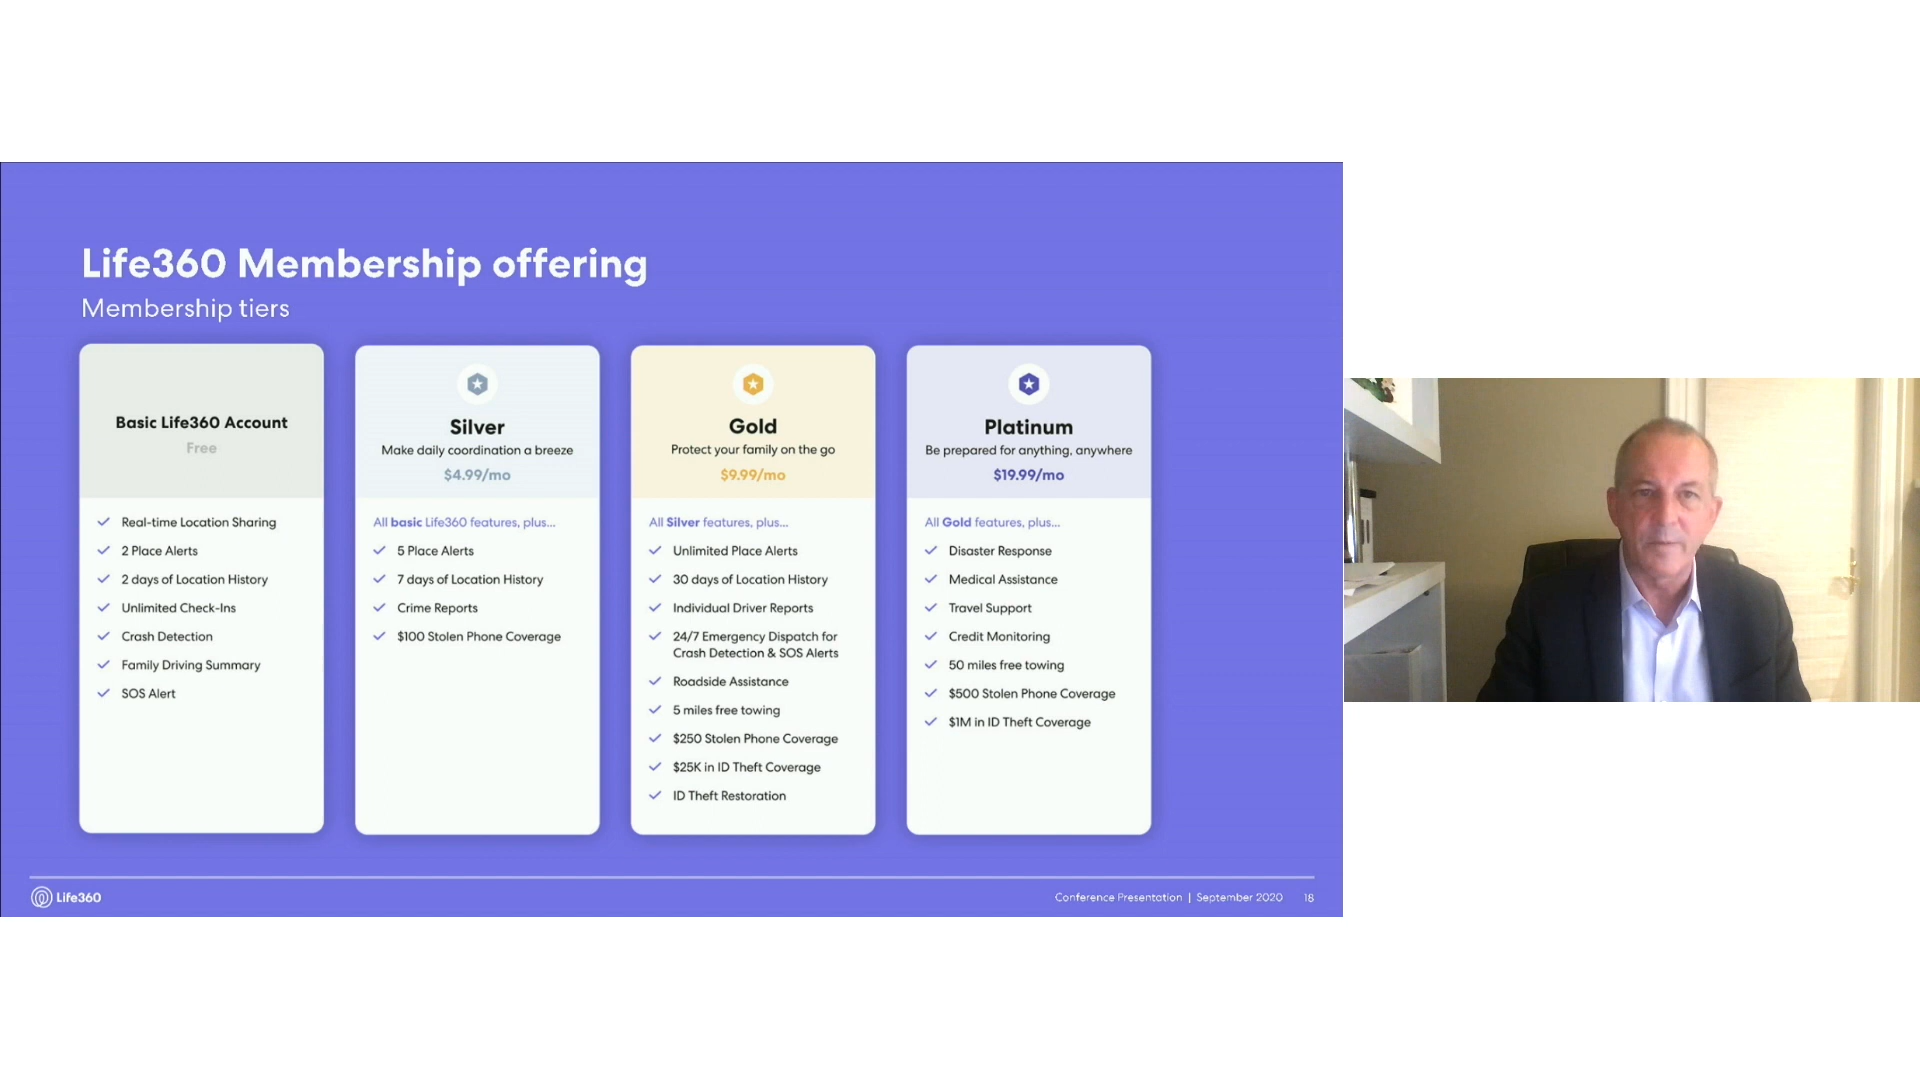 Life360 Membership offering
Membership tiers
Basic Life360 Account
Free
Real-time Location Sharing
2 Place Alerts
2 days of Location History
Unlimited Check-Ins
Crash Detection
Family Driving Summary
SOS Alert
Silver
Make daily coordination a breeze
$4.99/mo
All basic Life360 features, plus...
5 Place Alerts
7 days of Location History
Crime Reports
$100 Stolen Phone Coverage
Gold
Protect your family on the go
$9.99/mo
All Silver features, plus...
Unlimited Place Alerts
30 days of Location History
Individual Driver Reports
24/7 Emergency Dispatch for
Crash Detection & SOS Alerts
Roadside Assistance
5 miles free towing
$250 Stolen Phone Coverage
$25K in ID Theft Coverage
ID Theft Restoration
Platinum
Be prepared for anything, anywhere
$19.99/mo
All Gold features, plus...
Disaster Response
Medical Assistance
Travel Support
Credit Monitoring
50 miles free towing
$500 Stolen Phone Coverage
$1M in ID Theft Coverage
Life360
Conference Presentation | September 2020 18